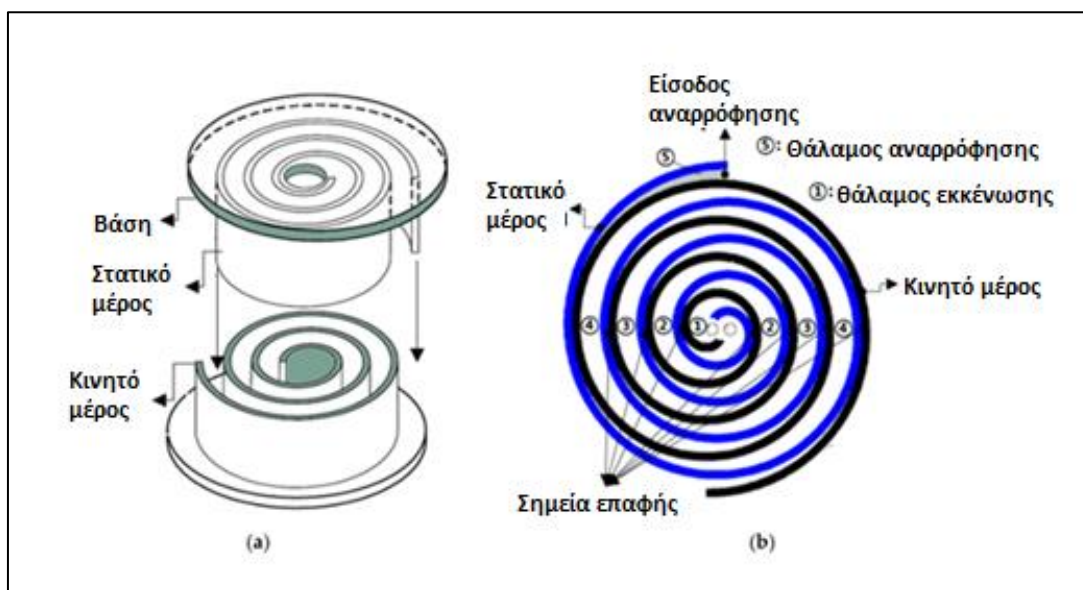 Βάση
Στατικό
μέρος
Κινητό
μέρος
(a)
Είσοδος
αναρρόφησης
⑤: Θάλαμος αναρρόφησης
①: Θάλαμος εκκένωσης
Στατικό
μέρος
Κινητό μέρος
⑤
④ ③ ② ① ② ③ ④
Σημεία επαφής
(b)